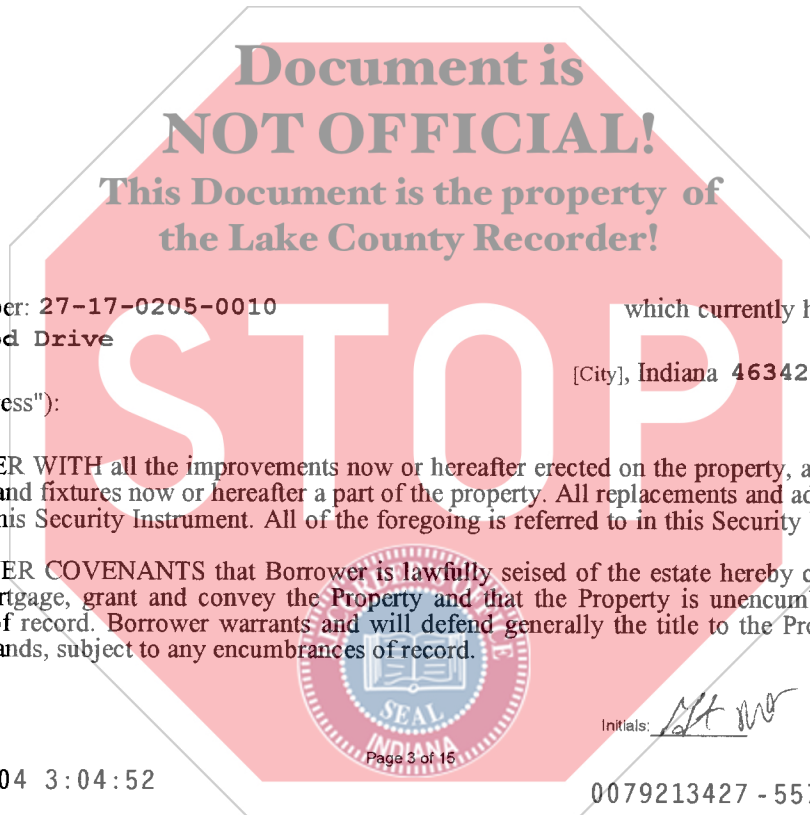 Document is
NOT OFFICIAL!
This Document is the property of
the Lake County Recorder!
er: 27-17-0205-0010 which currently h
d Drive
[City], Indiana 46342
ess"):
STOP
ER WITH all the improvements now or hereafter erected on the property, a
and fixtures now or hereafter a part of the property. All replacements and ad
his Security Instrument. All of the foregoing is referred to in this Security
ER COVENANTS that Borrower is lawfully seised of the estate hereby c
rtgage, grant and convey the Property and that the Property is unencum
f record. Borrower warrants and will defend generally the title to the Pro
ands, subject to any encumbrances of record.
SEAL
INDIANA
Initials:
Page 3 of 15
04 3:04:52
0079213427 - 55